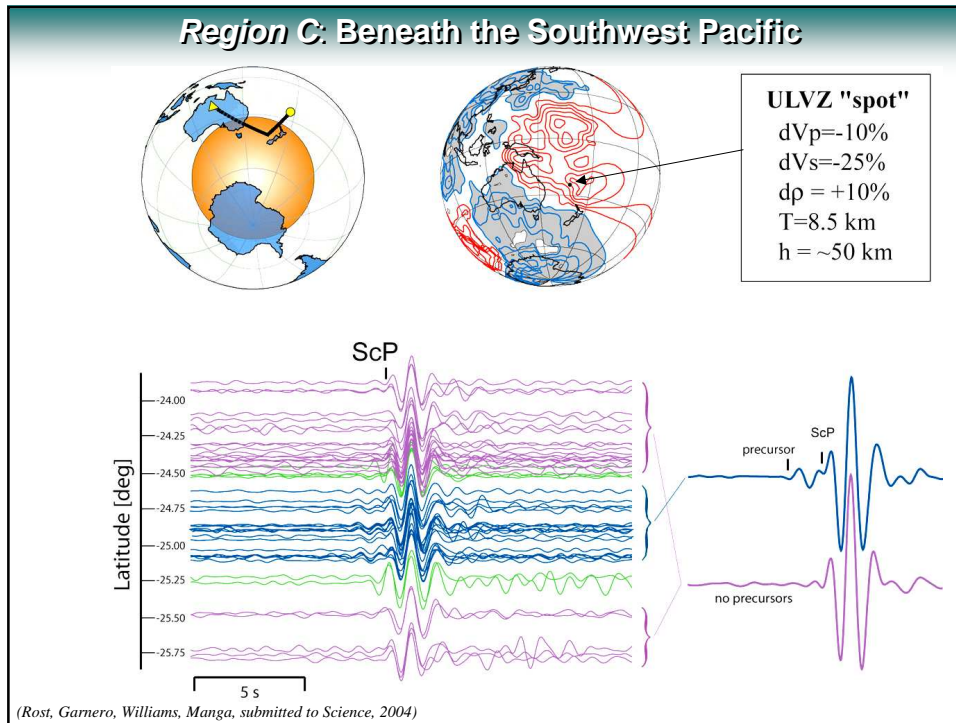 Region C: Beneath the Southwest Pacific
ULVZ "spot"
dVp=-10%
dVs=-25%
dρ = +10%
T=8.5 km
h = ~50 km
ScP
Latitude [deg]
-24.00
-24.25
-24.50
-24.75
-25.00
-25.25
-25.50
-25.75
5 s
precursor
ScP
no precursors
(Rost, Garnero, Williams, Manga, submitted to Science, 2004)